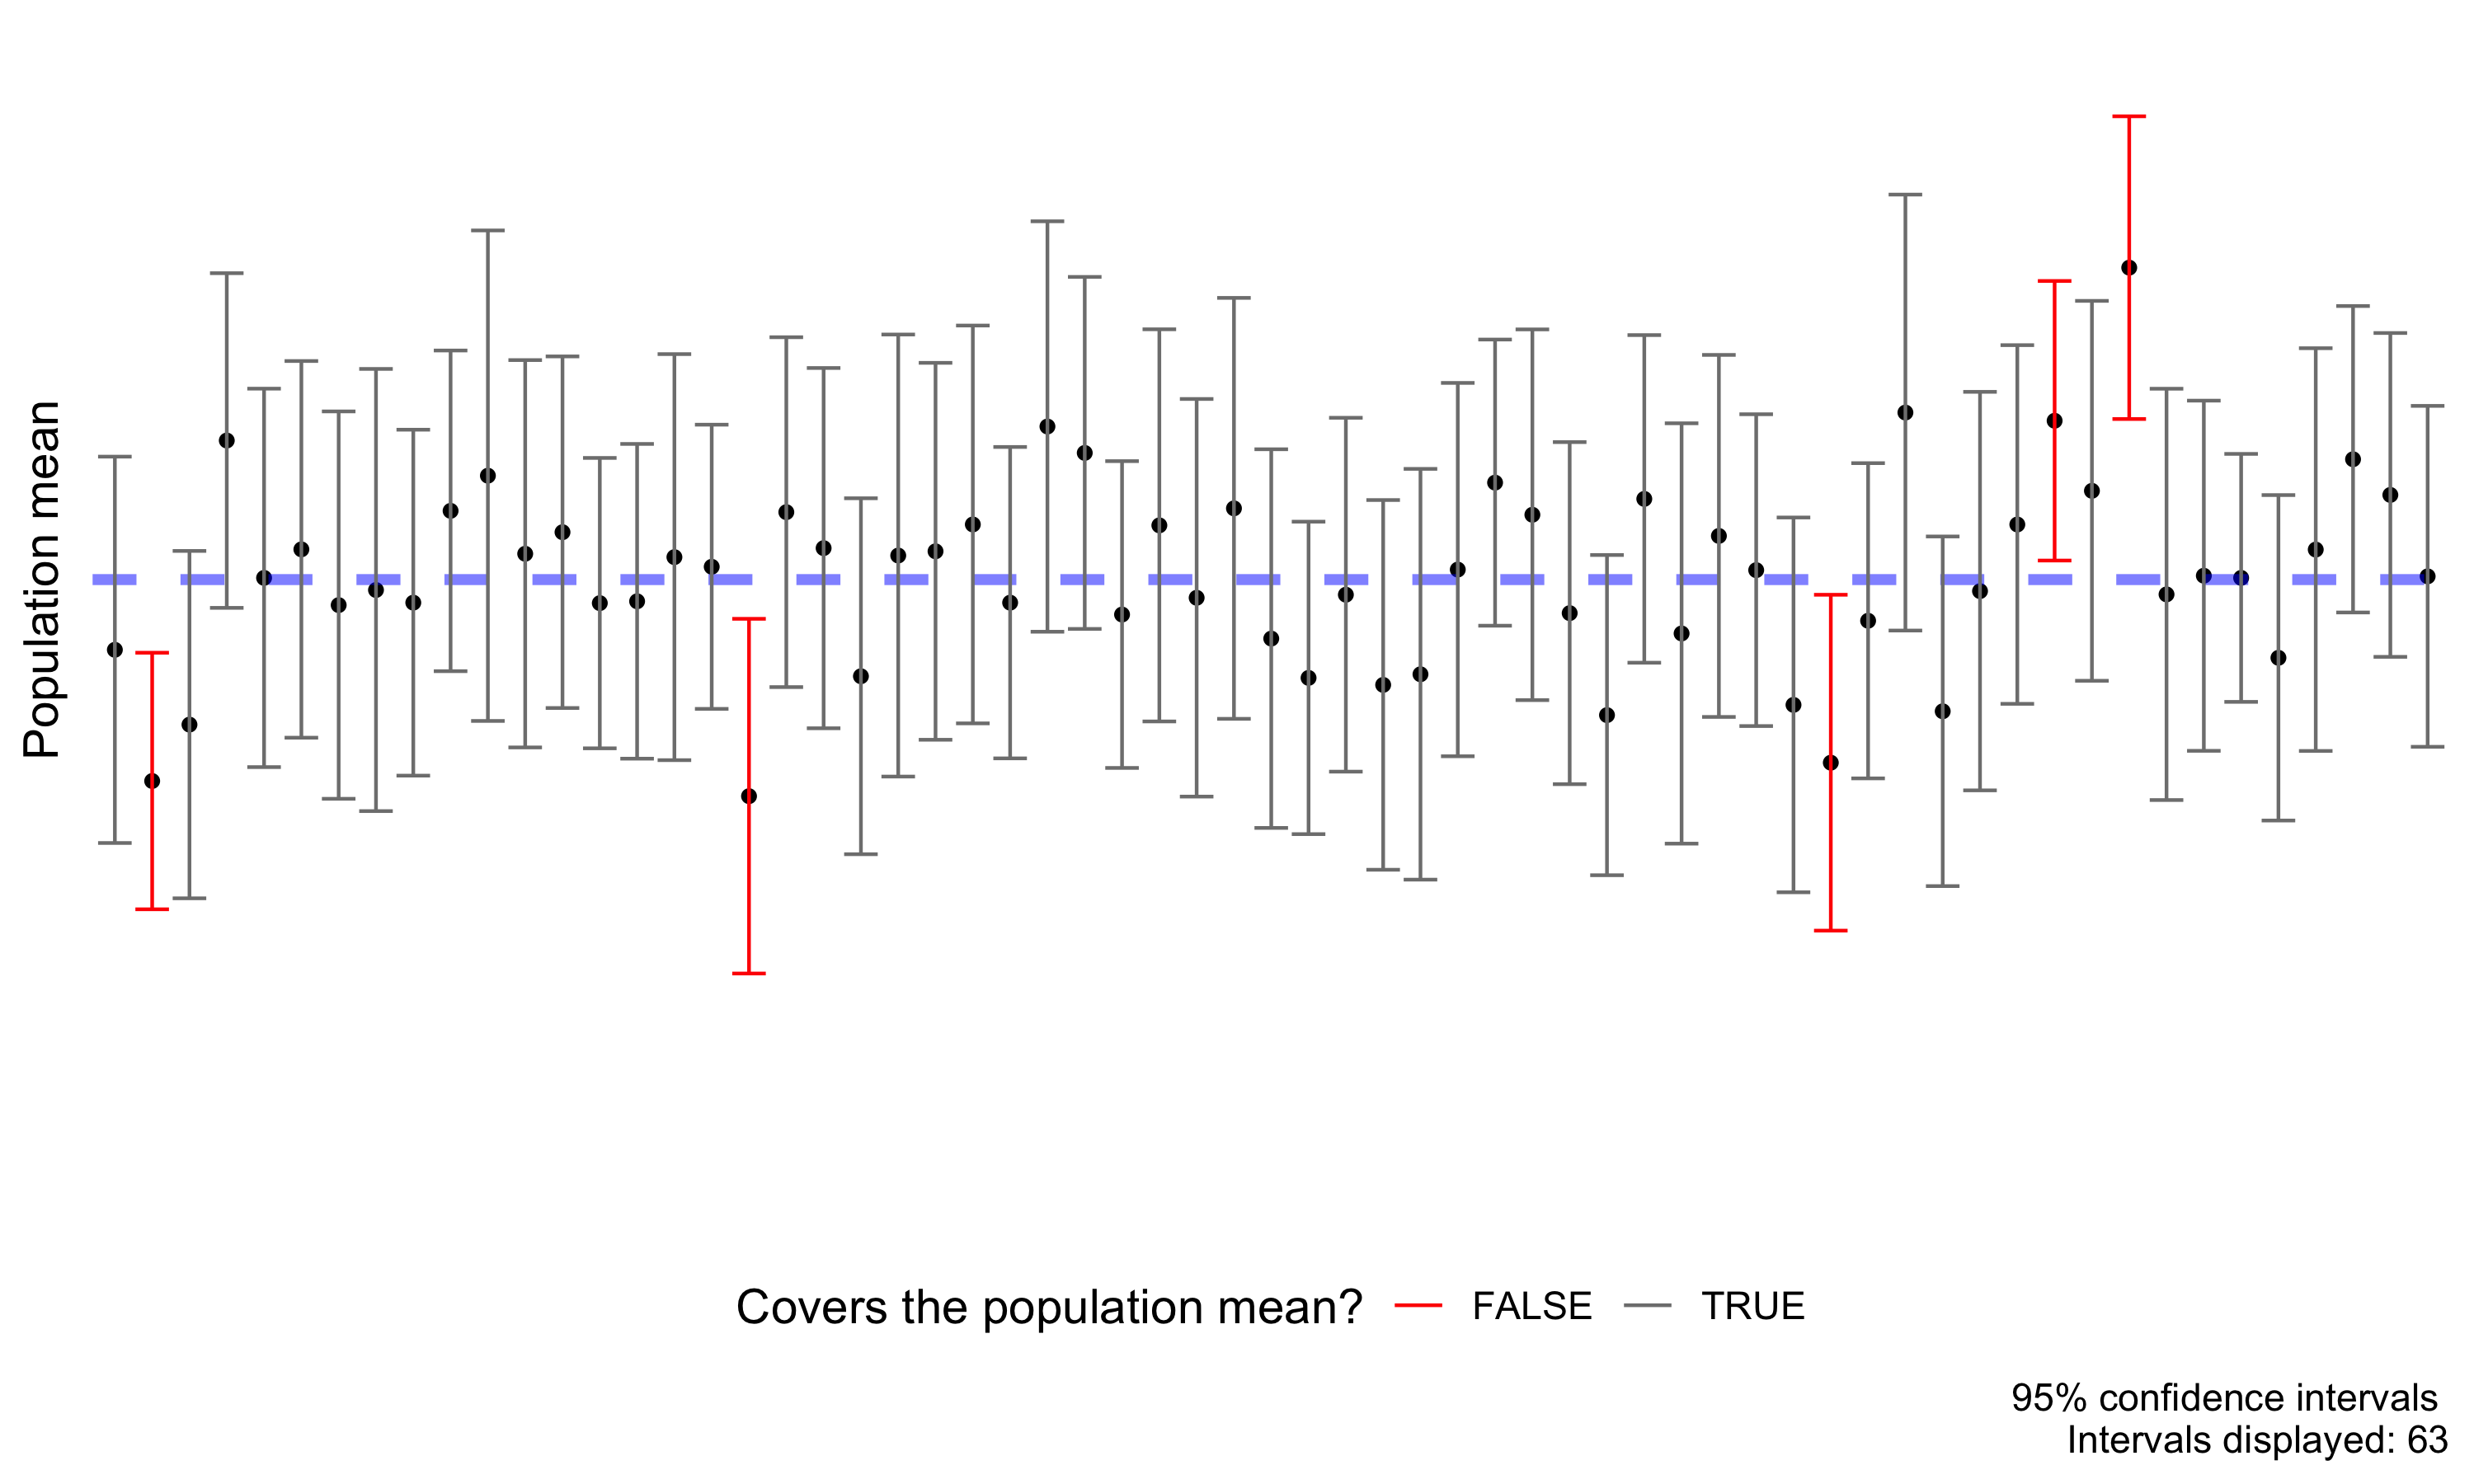 Population mean
Covers the population mean? FALSE TRUE
95% confidence intervals
Intervals displayed: 63